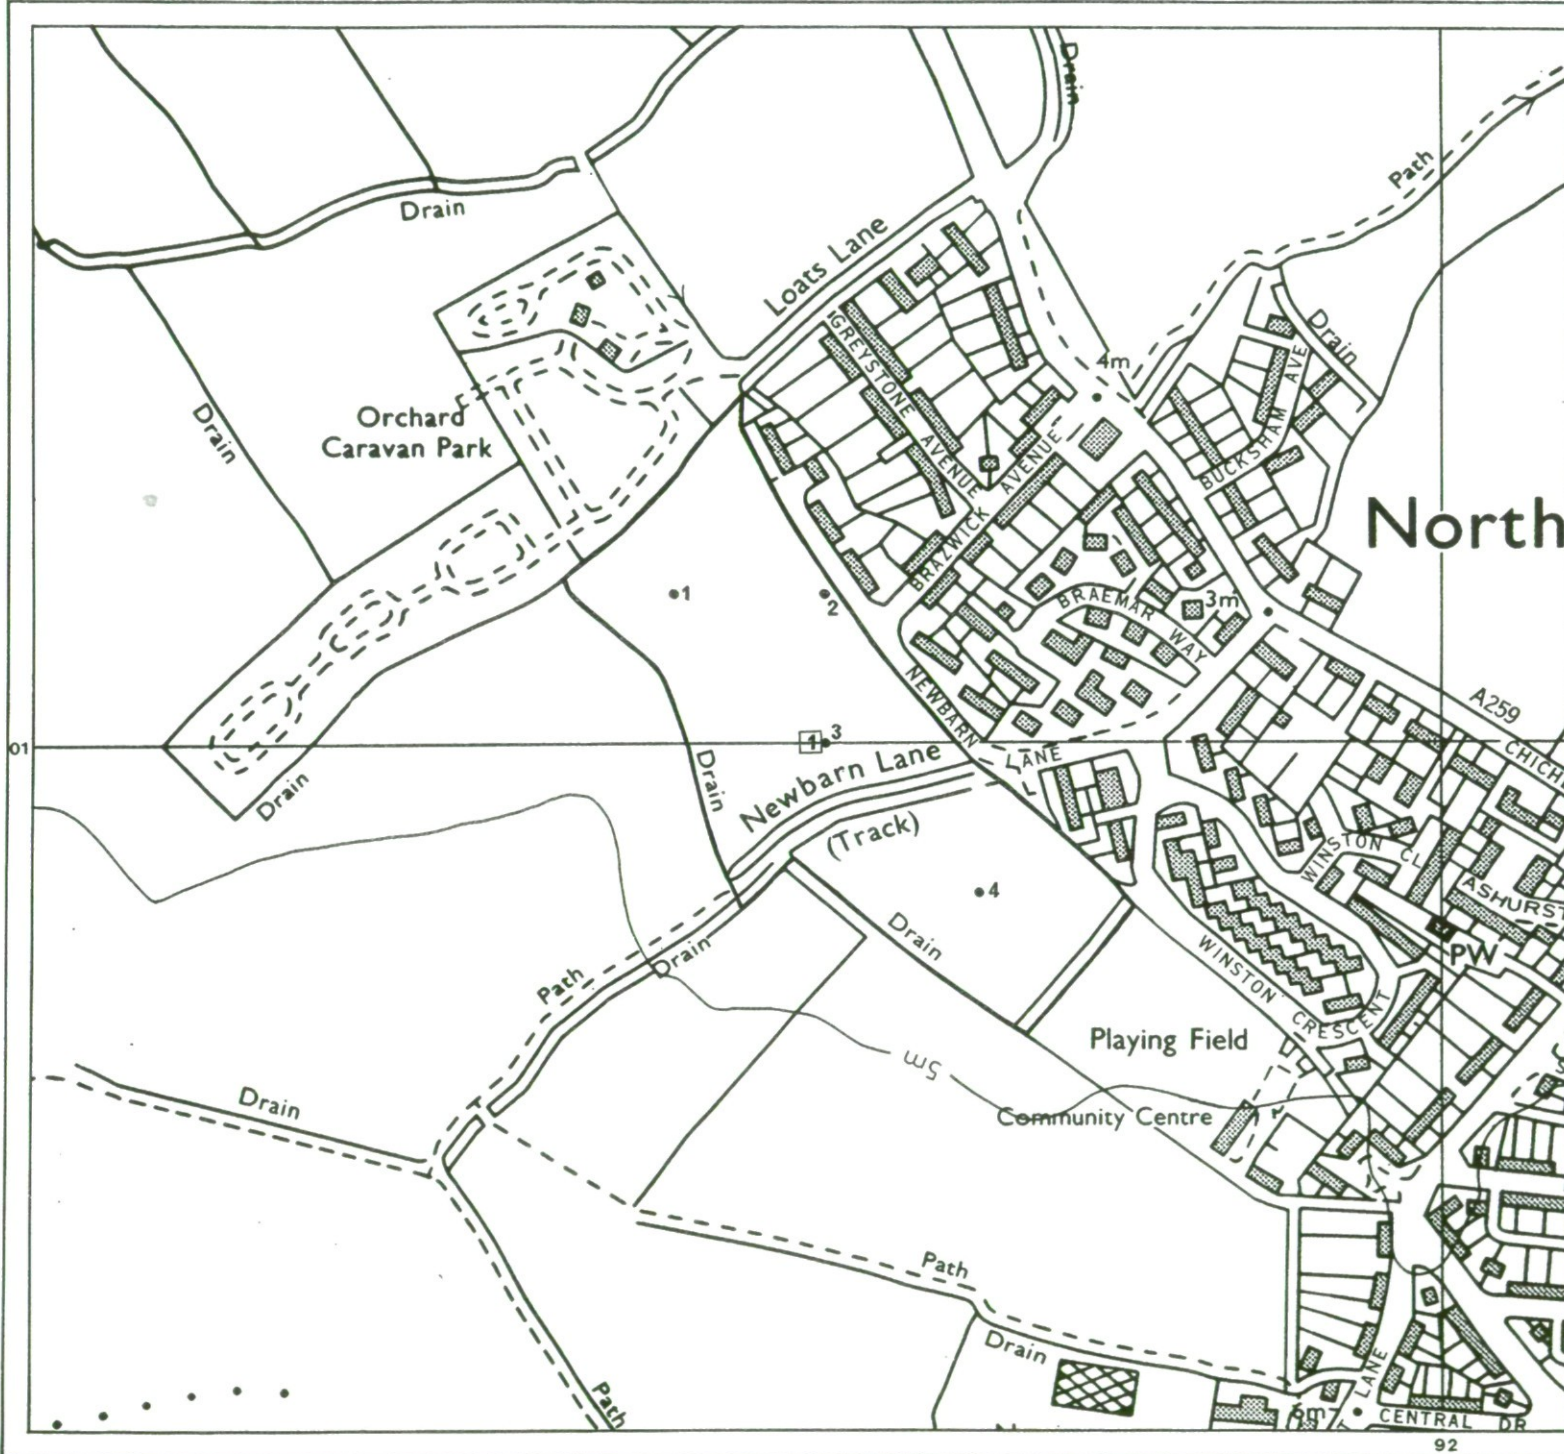 Drain
Drain
Path
Loats Lane
GREYSTONE AVENUE
4m
Drain
Drain
Orchard
Caravan Park
BUCKSHAM AVE
BRAZWICK AVENUE
North
1
2
BRAEMAR WAY
3m
NEWBARN LANE
A259
01
1
3
CHICH
Drain
Drain
Newbarn Lane
(Track)
WINSTON CL
ASHURST
4
Drain
PW
Drain
Path
WINSTON CRESCENT
5m
Playing Field
Drain
Community Centre
Path
Drain
LANE
Path
6m
CENTRAL DR
92